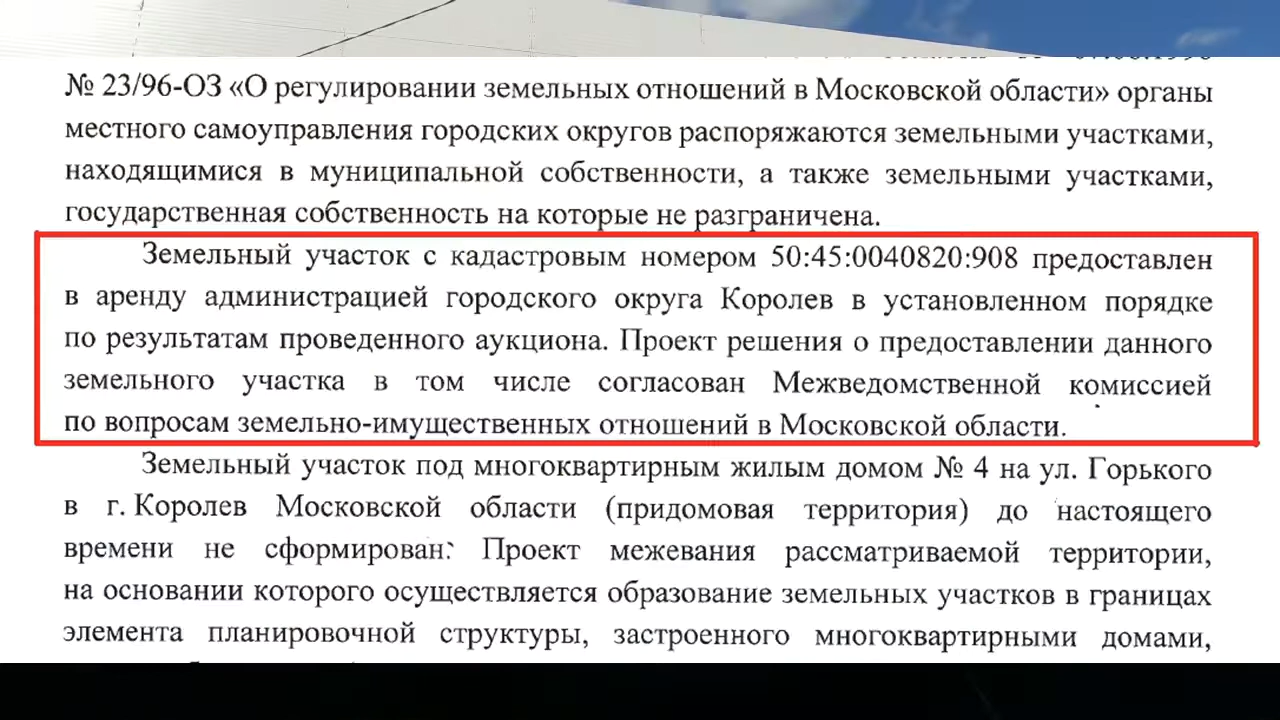 № 23/96-ОЗ «О регулировании земельных отношений в Московской области» органы
местного самоуправления городских округов распоряжаются земельными участками,
находящимися в муниципальной собственности, а также земельными участками,
государственная собственность на которые не разграничена.
Земельный участок с кадастровым номером 50:45:0040820:908 предоставлен
в аренду администрацией городского округа Королев в установленном порядке
по результатам проведенного аукциона. Проект решения о предоставлении данного
земельного участка в том числе согласован Межведомственной комиссией
по вопросам земельно-имущественных отношений в Московской области.
Земельный участок под многоквартирным жилым домом № 4 на ул. Горького
в г. Королев Московской области (придомовая территория) до настоящего
времени не сформирован. Проект межевания рассматриваемой территории,
на основании которого осуществляется образование земельных участков в границах
элемента планировочной структуры, застроенного многоквартирными домами,